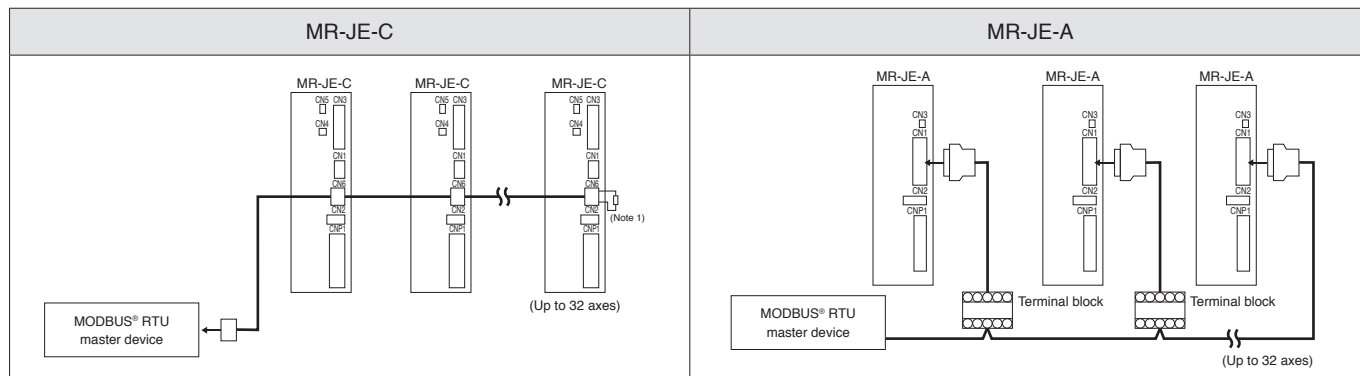 MR-JE-C
MR-JE-C
MR-JE-C
MR-JE-C
CN5 CN3
CN5 CN3
CN5 CN3
CN4
CN4
CN4
CN1
CN1
CN1
CN6
CN6
CN6
CN2
CN2
CN2
(Note 1)
CNP1
CNP1
CNP1
(Up to 32 axes)
MODBUS® RTU
master device
MR-JE-A
MR-JE-A
MR-JE-A
MR-JE-A
CN3
CN3
CN3
CN1
CN1
CN1
CN2
CN2
CN2
CNP1
CNP1
CNP1
Terminal block
Terminal block
MODBUS® RTU
master device
(Up to 32 axes)